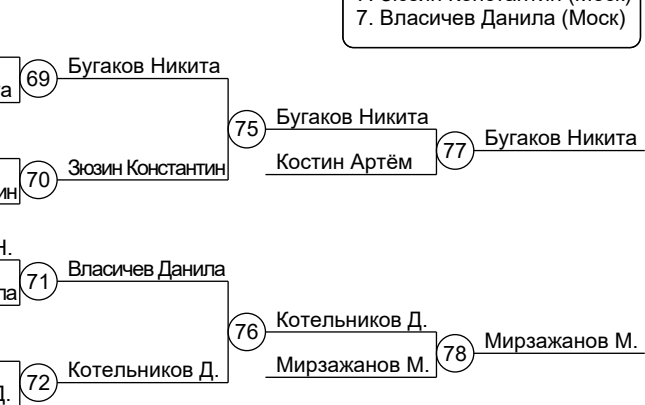 7. Власичев Данила (Моск)
69
Бугаков Никита
75
Бугаков Никита
77
Бугаков Никита
Костин Артём
70
Зюзин Константин
71
Власичев Данила
76
Котельников Д.
78
Мирзажанов М.
Мирзажанов М.
72
Котельников Д.